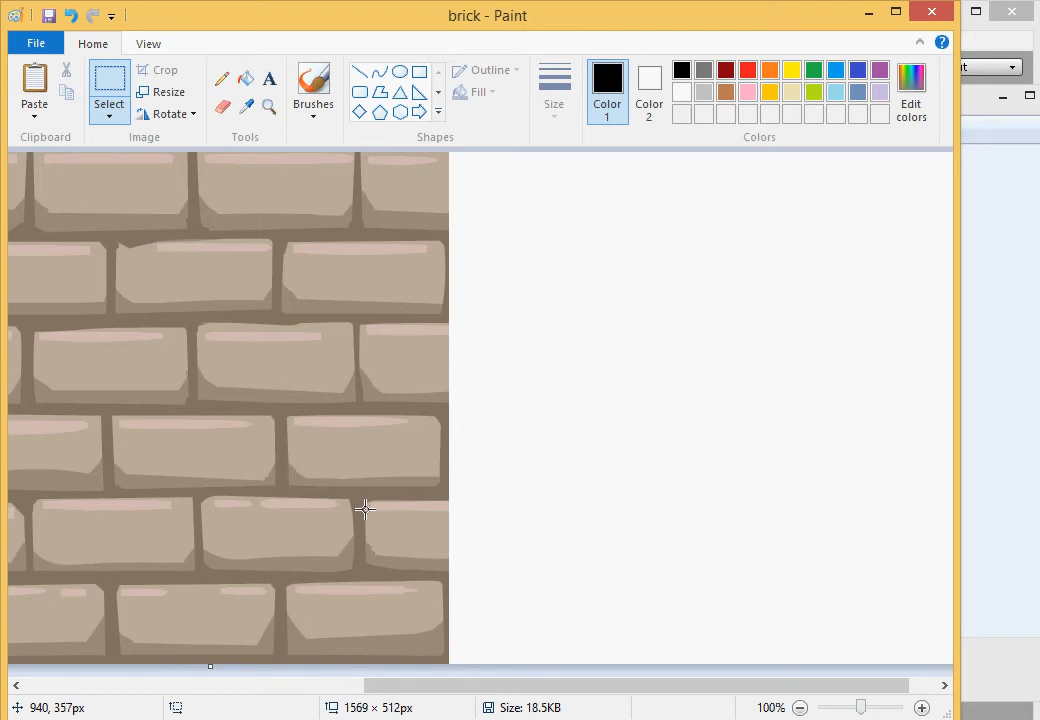 brick - Paint
File Home View
Paste
Select
Crop
Resize
Rotate
A
Brushes
Outline
Fill
Size
Color 1
Color 2
Edit colors
Clipboard Image Tools Shapes Colors
940, 357px 1569 × 512px Size: 18.5KB 100%